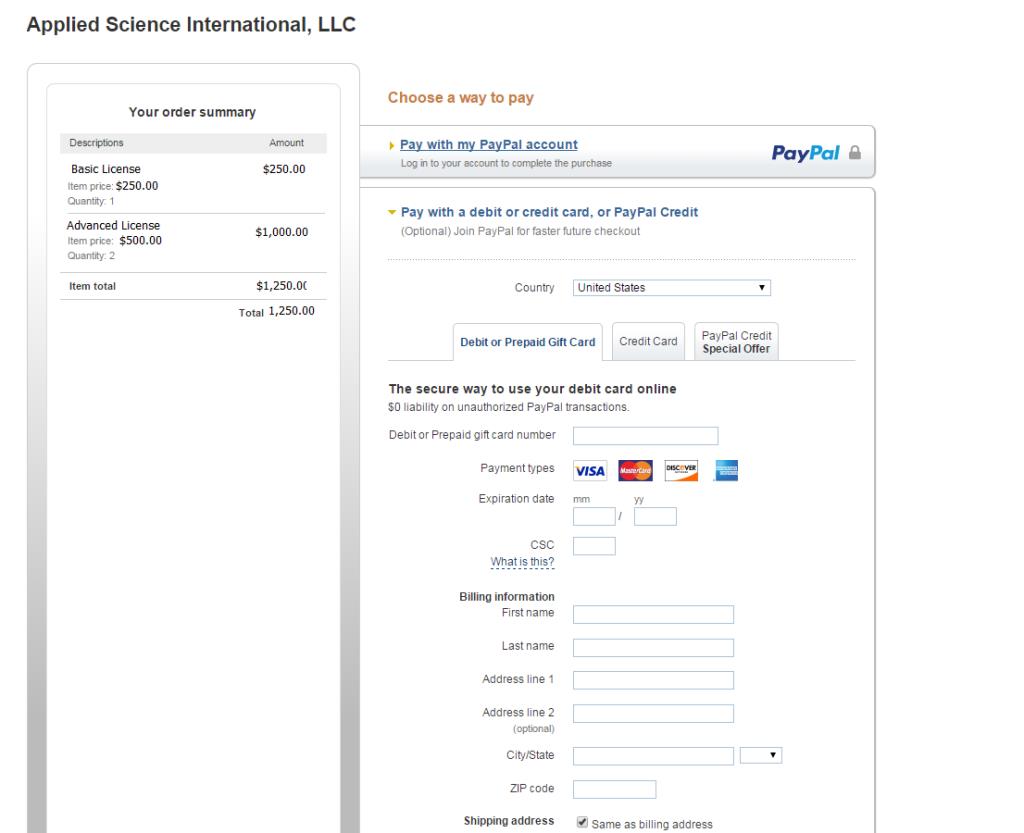 Applied Science International, LLC
Your order summary
Descriptions Amount
Basic License $250.00
Item price: $250.00
Quantity: 1
Advanced License $1,000.00
Item price: $500.00
Quantity: 2
Item total $1,250.00
Total 1,250.00
Choose a way to pay
Pay with my PayPal account
Log in to your account to complete the purchase
PayPal
Pay with a debit or credit card, or PayPal Credit
(Optional) Join PayPal for faster future checkout
Country United States
Debit or Prepaid Gift Card
Credit Card
PayPal Credit
Special Offer
The secure way to use your debit card online
$0 liability on unauthorized PayPal transactions.
Debit or Prepaid gift card number
Payment types VISA MasterCard DISCOVER
Expiration date mm / yy
CSC
What is this?
Billing information
First name
Last name
Address line 1
Address line 2
(optional)
City/State
ZIP code
Shipping address Same as billing address